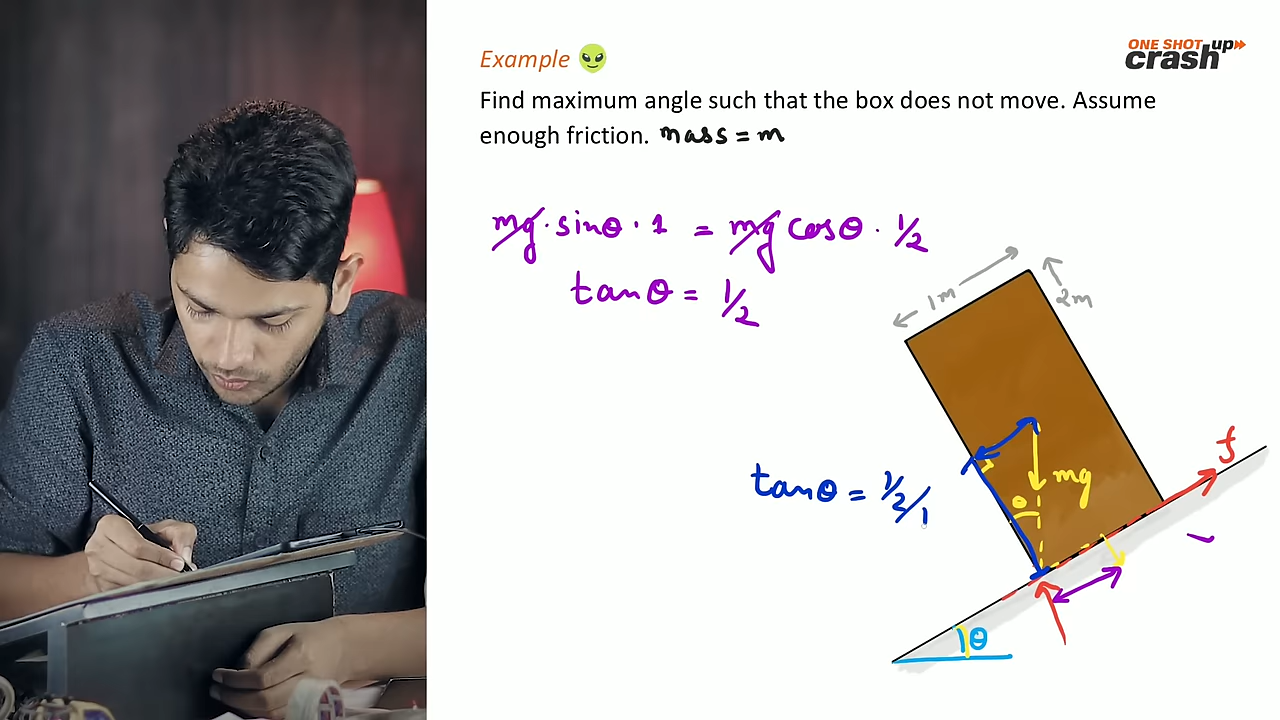 Example
ONE SHOT
crash up
Find maximum angle such that the box does not move. Assume
enough friction. mass = m
mg·sinθ·1 = mg cosθ·1/2
tanθ = 1/2
1m
2m
tanθ = 1/2/1
θ
mg
f
θ